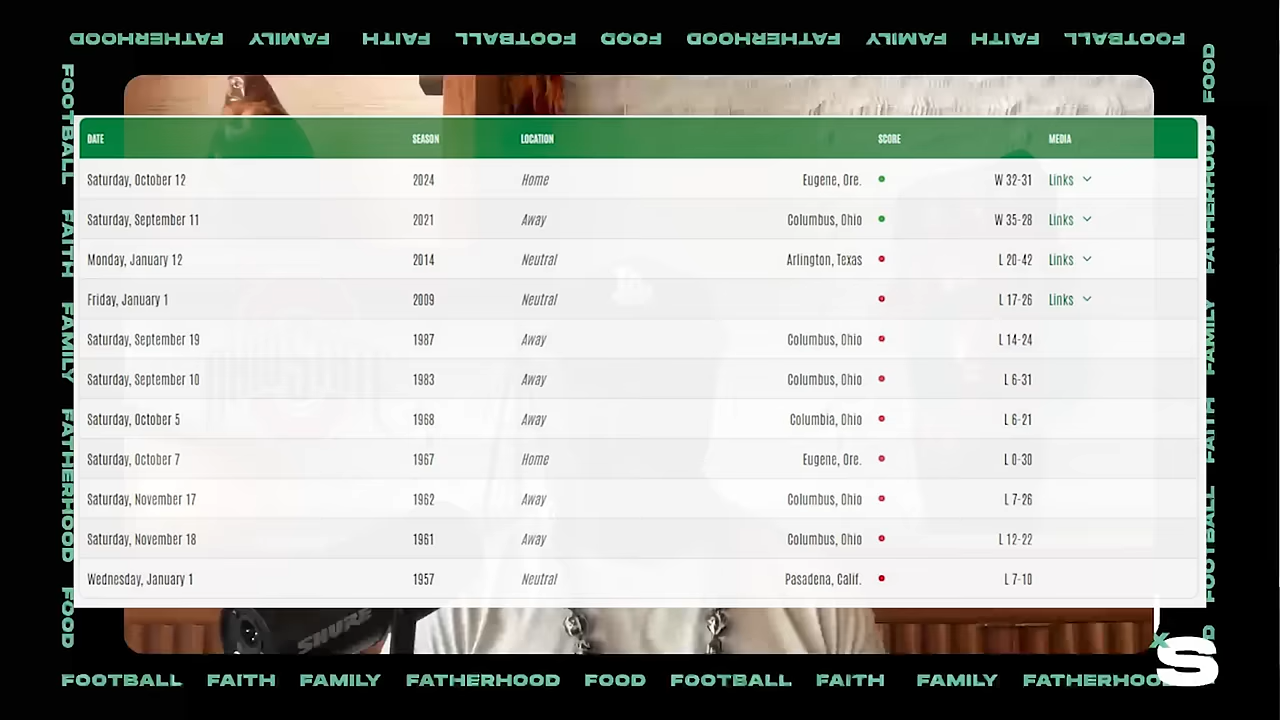 FATHERHOOD FAMILY FAITH FOOTBALL FOOD FATHERHOOD FAMILY FAITH FOOTBALL
FOOTBALL FAITH FAMILY FATHERHOOD FOOD
DATE SEASON LOCATION SCORE MEDIA
Saturday, October 12 2024 Home Eugene, Ore. W 32-31 Links
Saturday, September 11 2021 Away Columbus, Ohio W 35-28 Links
Monday, January 12 2014 Neutral Arlington, Texas L 20-42 Links
Friday, January 1 2009 Neutral L 17-26 Links
Saturday, September 19 1987 Away Columbus, Ohio L 14-24
Saturday, September 10 1983 Away Columbus, Ohio L 6-31
Saturday, October 5 1968 Away Columbia, Ohio L 6-21
Saturday, October 7 1967 Home Eugene, Ore. L 0-30
Saturday, November 17 1962 Away Columbus, Ohio L 7-26
Saturday, November 18 1961 Away Columbus, Ohio L 12-22
Wednesday, January 1 1957 Neutral Pasadena, Calif. L 7-10
FOOD FATHERHOOD FAMILY FAITH FOOTBALL
SHURE
XS
FOOTBALL FAITH FAMILY FATHERHOOD FOOD FOOTBALL FAITH FAMILY FATHERHOOD